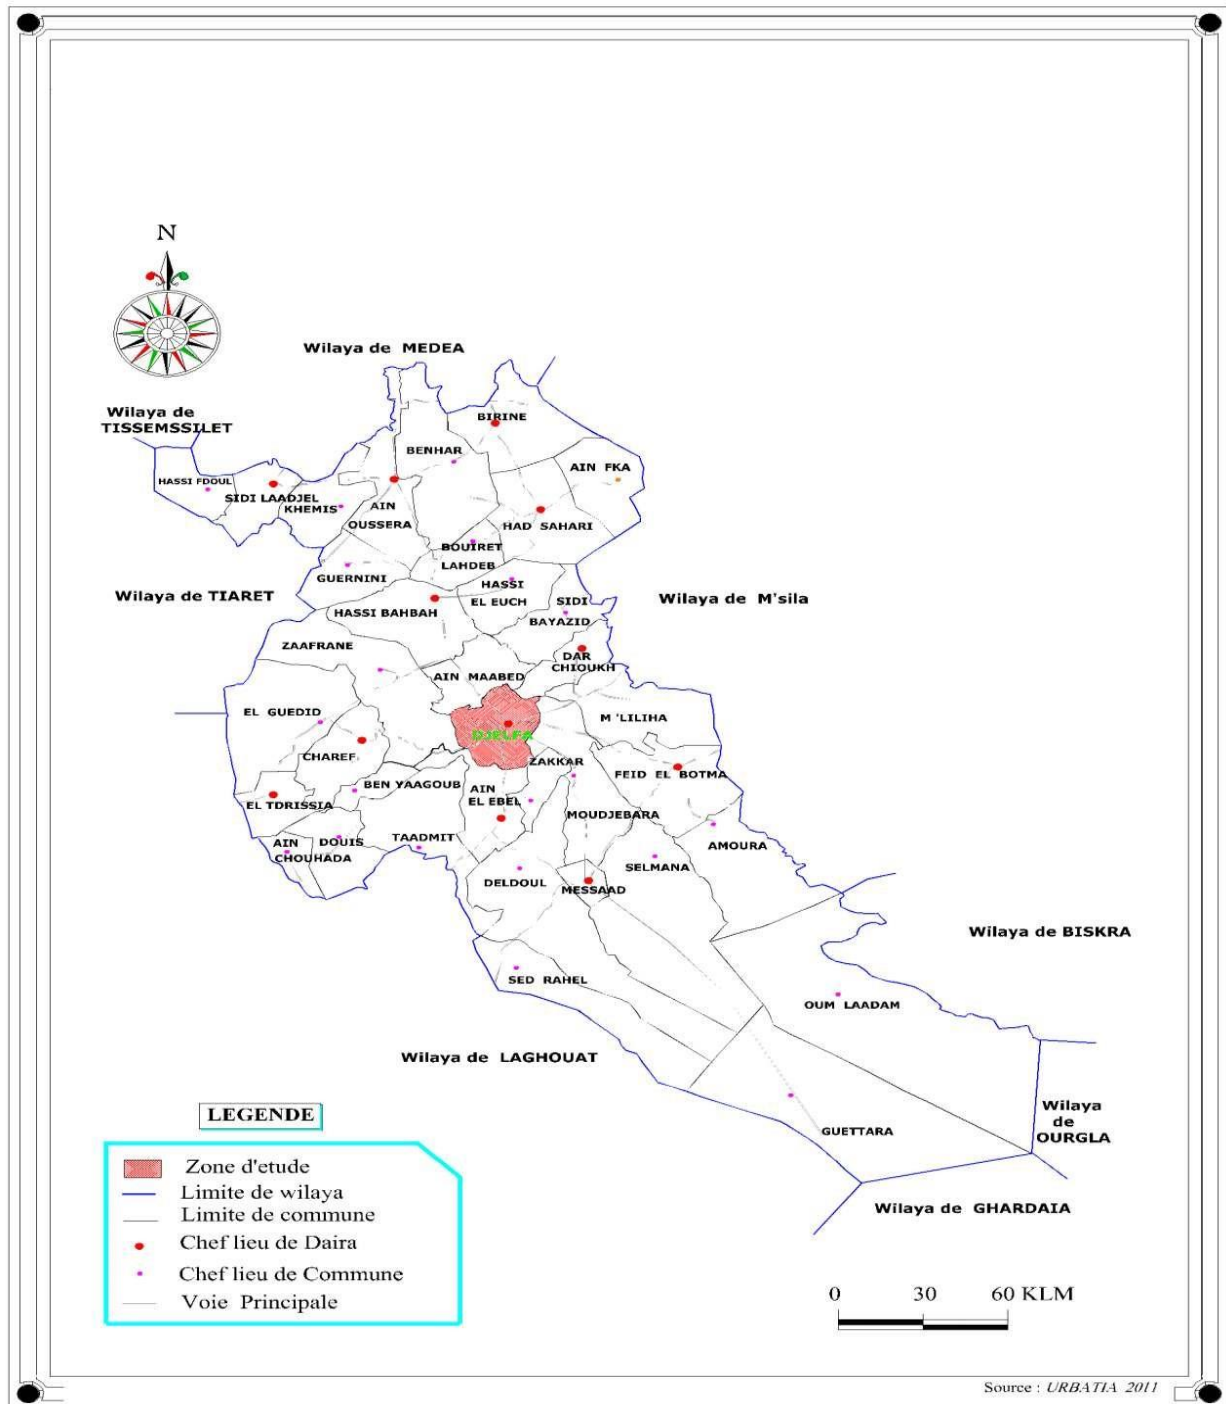 N
Wilaya de MEDEA
Wilaya de
TISSEMSSILET
BIRINE
BENHAR
AIN FKA
HASSI FDOUL
SIDI LAADJEL
KHEMIS
AIN
OUSSERA
HAD SAHARI
BOUIRET
LAHDEB
GUERNINI
HASSI
EL EUCH
Wilaya de TIARET
Wilaya de M'sila
HASSI BAHBAH
SIDI
BAYAZID
ZAAFRANE
DAR
CHIOUKH
AIN MAABED
EL GUEDID
M 'LILIHA
DJELFA
CHAREF
ZAKKAR
FEID EL BOTMA
BEN YAAGOUB
AIN
EL EBEL
EL TDRISSIA
MOUDJEBARA
AIN
CHOUHADA
DOUIS
TAADMIT
AMOURA
SELMANA
DELDOUL
MESSAAD
Wilaya de BISKRA
SED RAHEL
OUM LAADAM
Wilaya de LAGHOUAT
GUETTARA
Wilaya
de
OURGLA
Wilaya de GHARDAIA
LEGENDE
Zone d'etude
Limite de wilaya
Limite de commune
Chef lieu de Daira
Chef lieu de Commune
Voie Principale
0 30 60 KLM
Source : URBATIA 2011